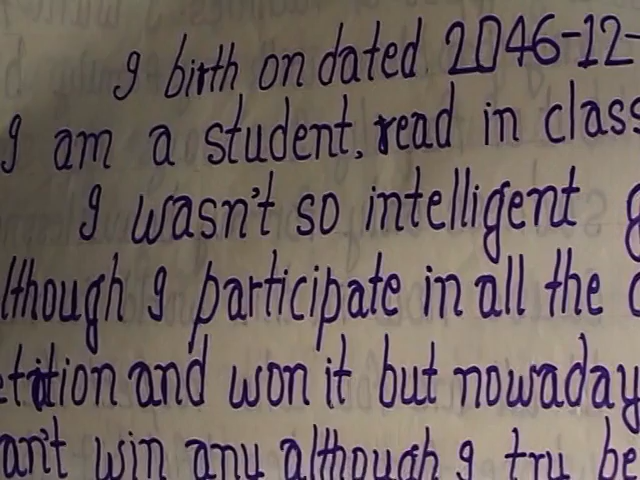 I birth on dated 2046-12-
I am a student, read in class
I wasn't so intelligent
lthough I participate in all the
etition and won it but nowaday
an't win any although I try be